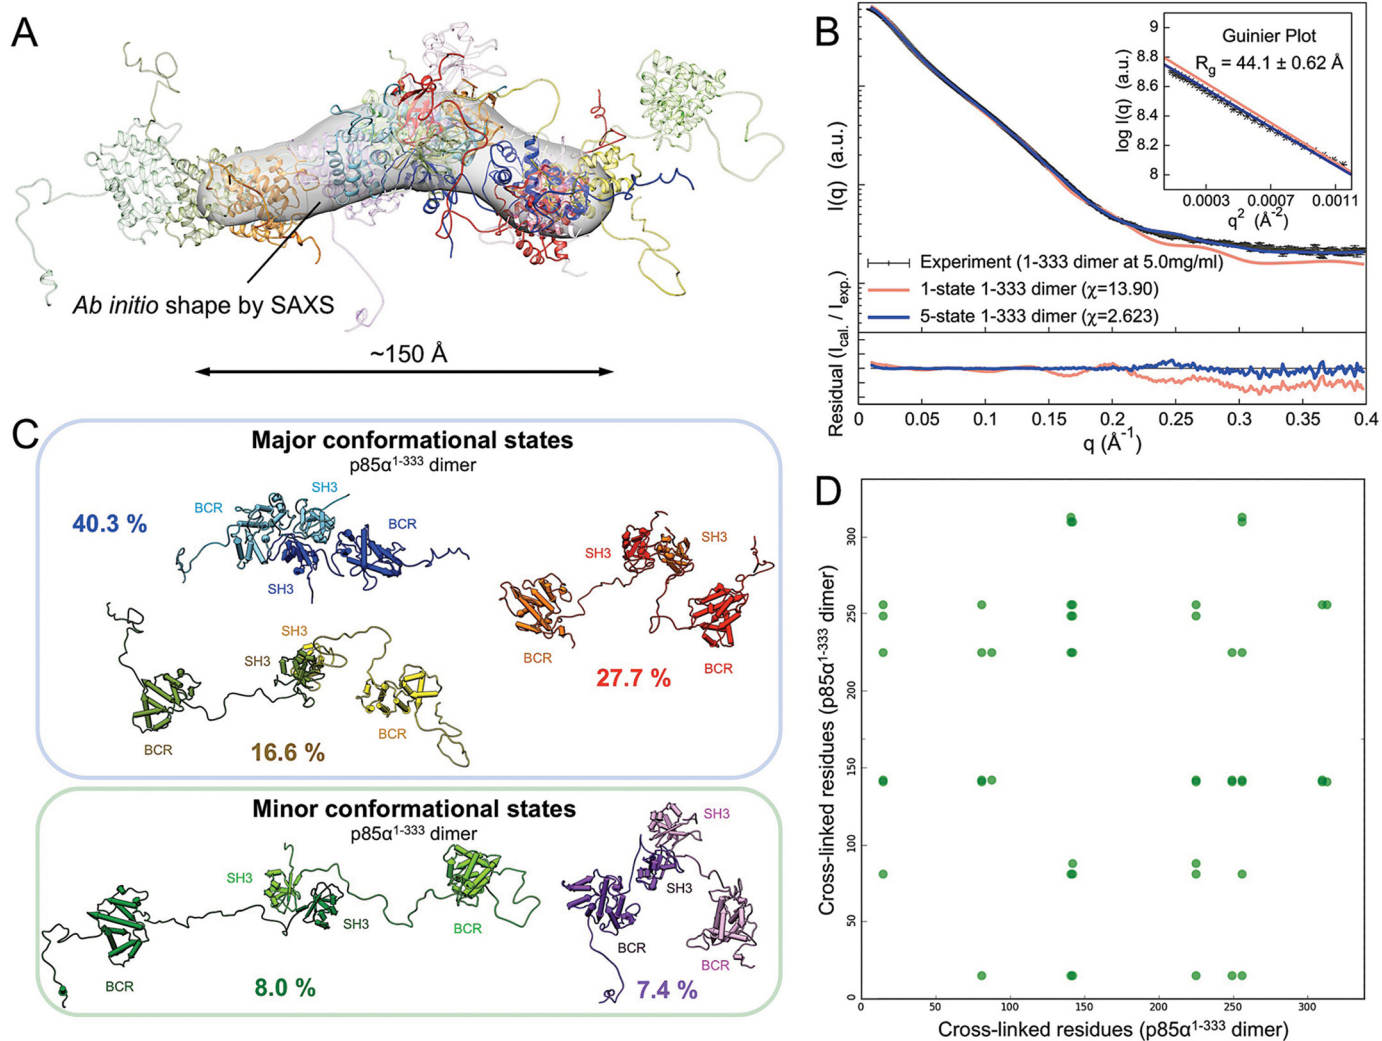 A
Ab initio shape by SAXS
~150 Å
B
I(q) (a.u.)
Residual (I_cal. / I_exp.)
Guinier Plot
R_g = 44.1 ± 0.62 Å
log I(q) (a.u.)
9
8.8
8.6
8.4
8.2
8
0.0003 0.0007 0.0011
q² (Å⁻²)
Experiment (1-333 dimer at 5.0mg/ml)
1-state 1-333 dimer (χ=13.90)
5-state 1-333 dimer (χ=2.623)
0 0.05 0.1 0.15 0.2 0.25 0.3 0.35 0.4
q (Å⁻¹)
C
Major conformational states
p85α¹⁻³³³ dimer
40.3 %
BCR
SH3
BCR
SH3
SH3
SH3
BCR
BCR
27.7 %
SH3
SH3
BCR
BCR
16.6 %
Minor conformational states
p85α¹⁻³³³ dimer
SH3
SH3
BCR
BCR
8.0 %
SH3
SH3
BCR
BCR
7.4 %
D
Cross-linked residues (p85α¹⁻³³³ dimer)
300
250
200
150
100
50
0
0 50 100 150 200 250 300
Cross-linked residues (p85α¹⁻³³³ dimer)